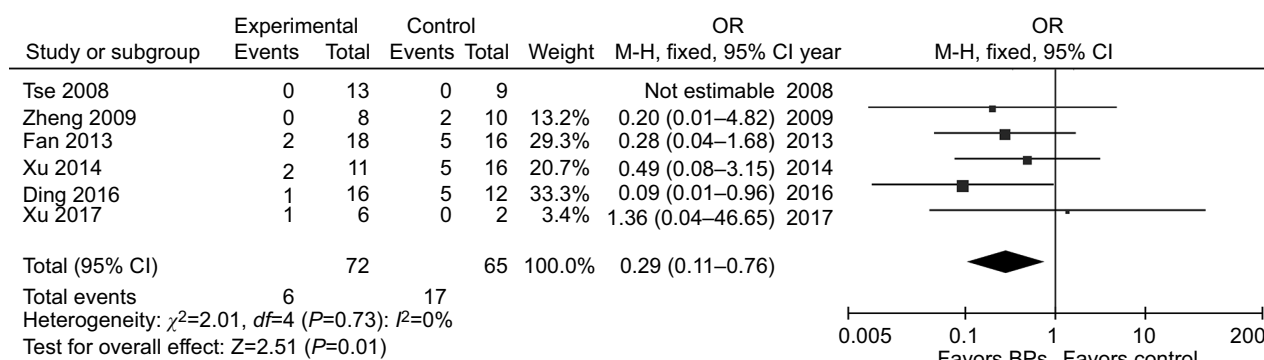 Experimental Control OR OR
Study or subgroup Events Total Events Total Weight M-H, fixed, 95% CI year M-H, fixed, 95% CI
Tse 2008 0 13 0 9 Not estimable 2008
Zheng 2009 0 8 2 10 13.2% 0.20 (0.01–4.82) 2009
Fan 2013 2 18 5 16 29.3% 0.28 (0.04–1.68) 2013
Xu 2014 2 11 5 16 20.7% 0.49 (0.08–3.15) 2014
Ding 2016 1 16 5 12 33.3% 0.09 (0.01–0.96) 2016
Xu 2017 1 6 0 2 3.4% 1.36 (0.04–46.65) 2017
Total (95% CI) 72 65 100.0% 0.29 (0.11–0.76)
Total events 6 17
Heterogeneity: χ²=2.01, df=4 (P=0.73): I²=0%
Test for overall effect: Z=2.51 (P=0.01)
0.005 0.1 1 10 200
Favors BPs Favors control